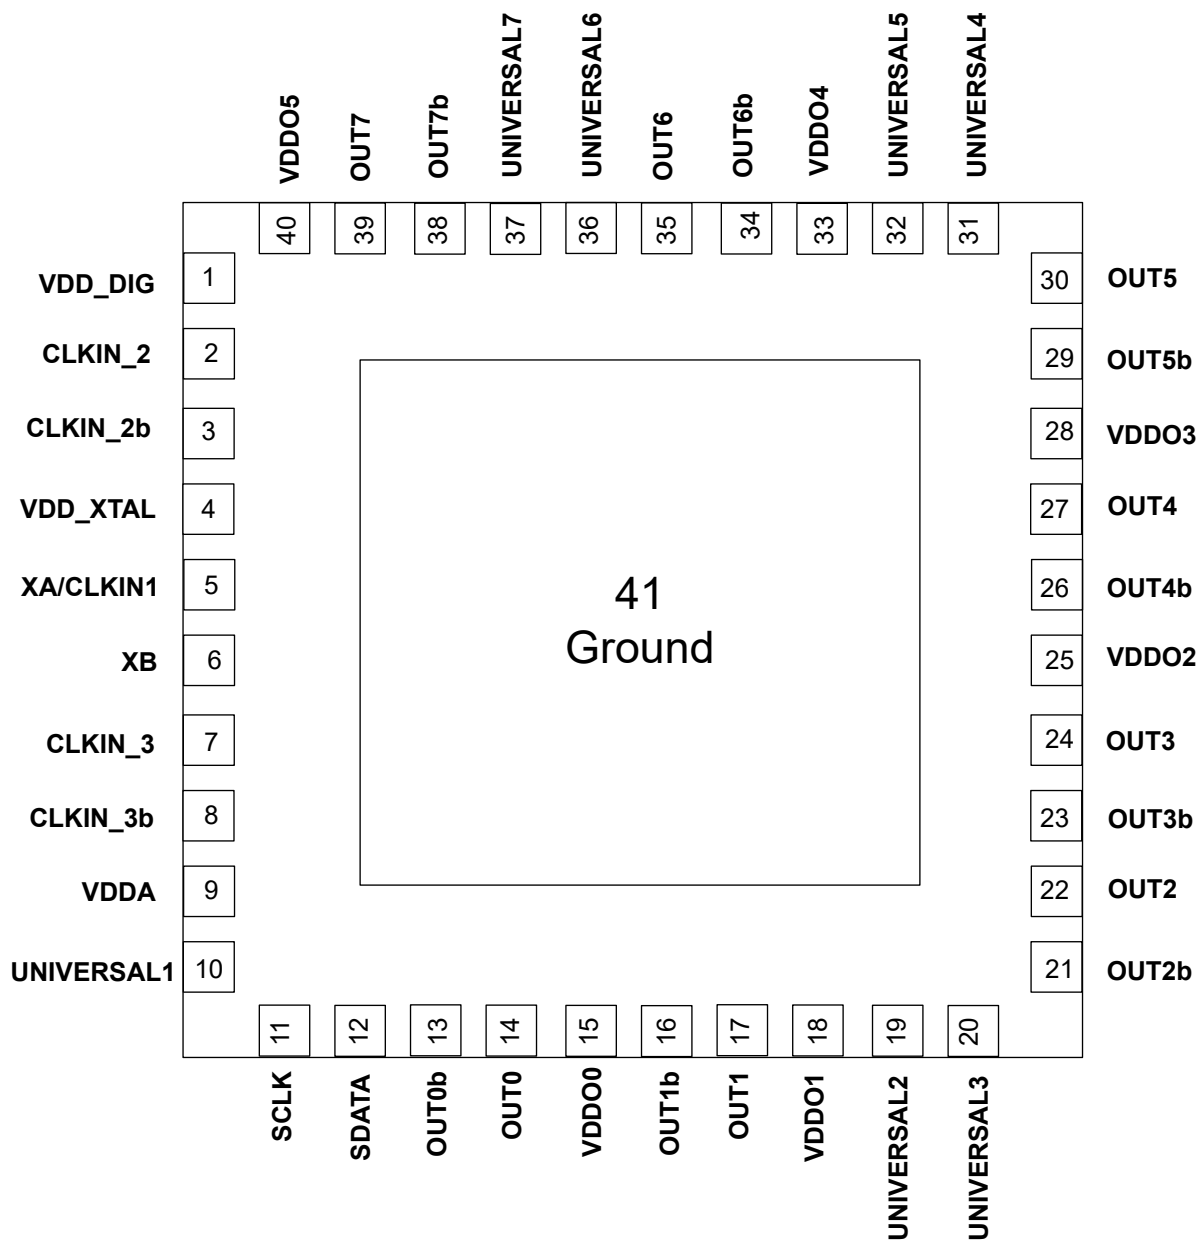 UNIVERSAL7
UNIVERSAL6
UNIVERSAL5
UNIVERSAL4
VDDO5
OUT7
OUT7b
OUT6
OUT6b
VDDO4
40
39
38
37
36
35
34
33
32
31
VDD_DIG
1
30
OUT5
CLKIN_2
2
29
OUT5b
CLKIN_2b
3
28
VDDO3
VDD_XTAL
4
27
OUT4
XA/CLKIN1
5
26
OUT4b
XB
6
25
VDDO2
CLKIN_3
7
24
OUT3
CLKIN_3b
8
23
OUT3b
VDDA
9
22
OUT2
UNIVERSAL1
10
21
OUT2b
41
Ground
11
12
13
14
15
16
17
18
19
20
SCLK
SDATA
OUT0b
OUT0
VDDO0
OUT1b
OUT1
VDDO1
UNIVERSAL2
UNIVERSAL3